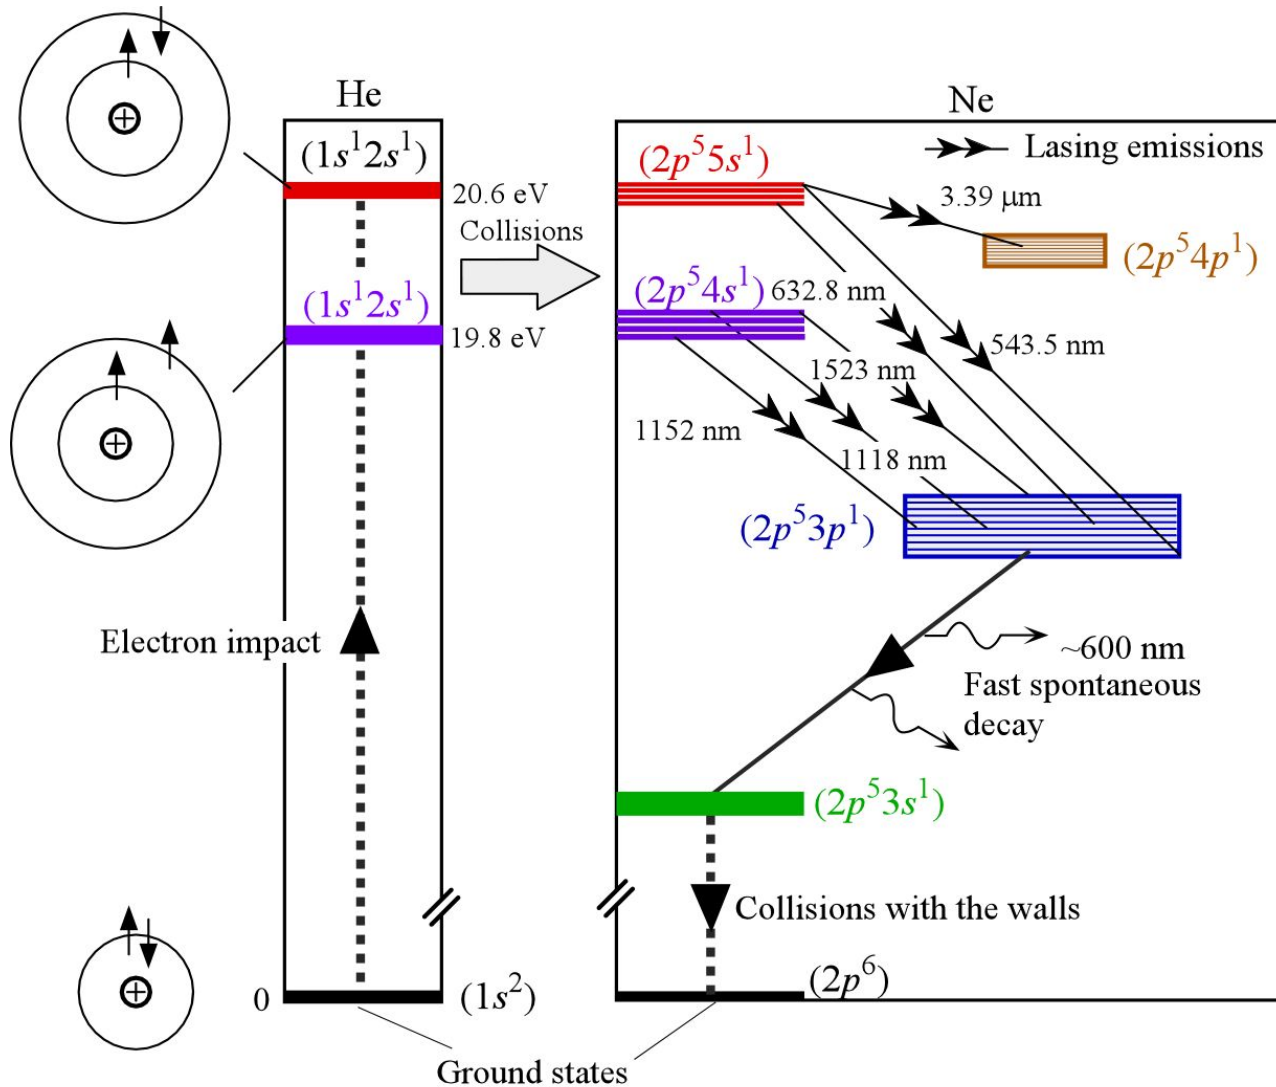 He
Ne
(1s¹2s¹)
(2p⁵5s¹)
Lasing emissions
20.6 eV
3.39 μm
Collisions
(2p⁵4p¹)
(1s¹2s¹)
(2p⁵4s¹)
632.8 nm
19.8 eV
543.5 nm
1523 nm
1152 nm
1118 nm
(2p⁵3p¹)
Electron impact
~600 nm
Fast spontaneous
decay
(2p⁵3s¹)
Collisions with the walls
0
(1s²)
(2p⁶)
Ground states